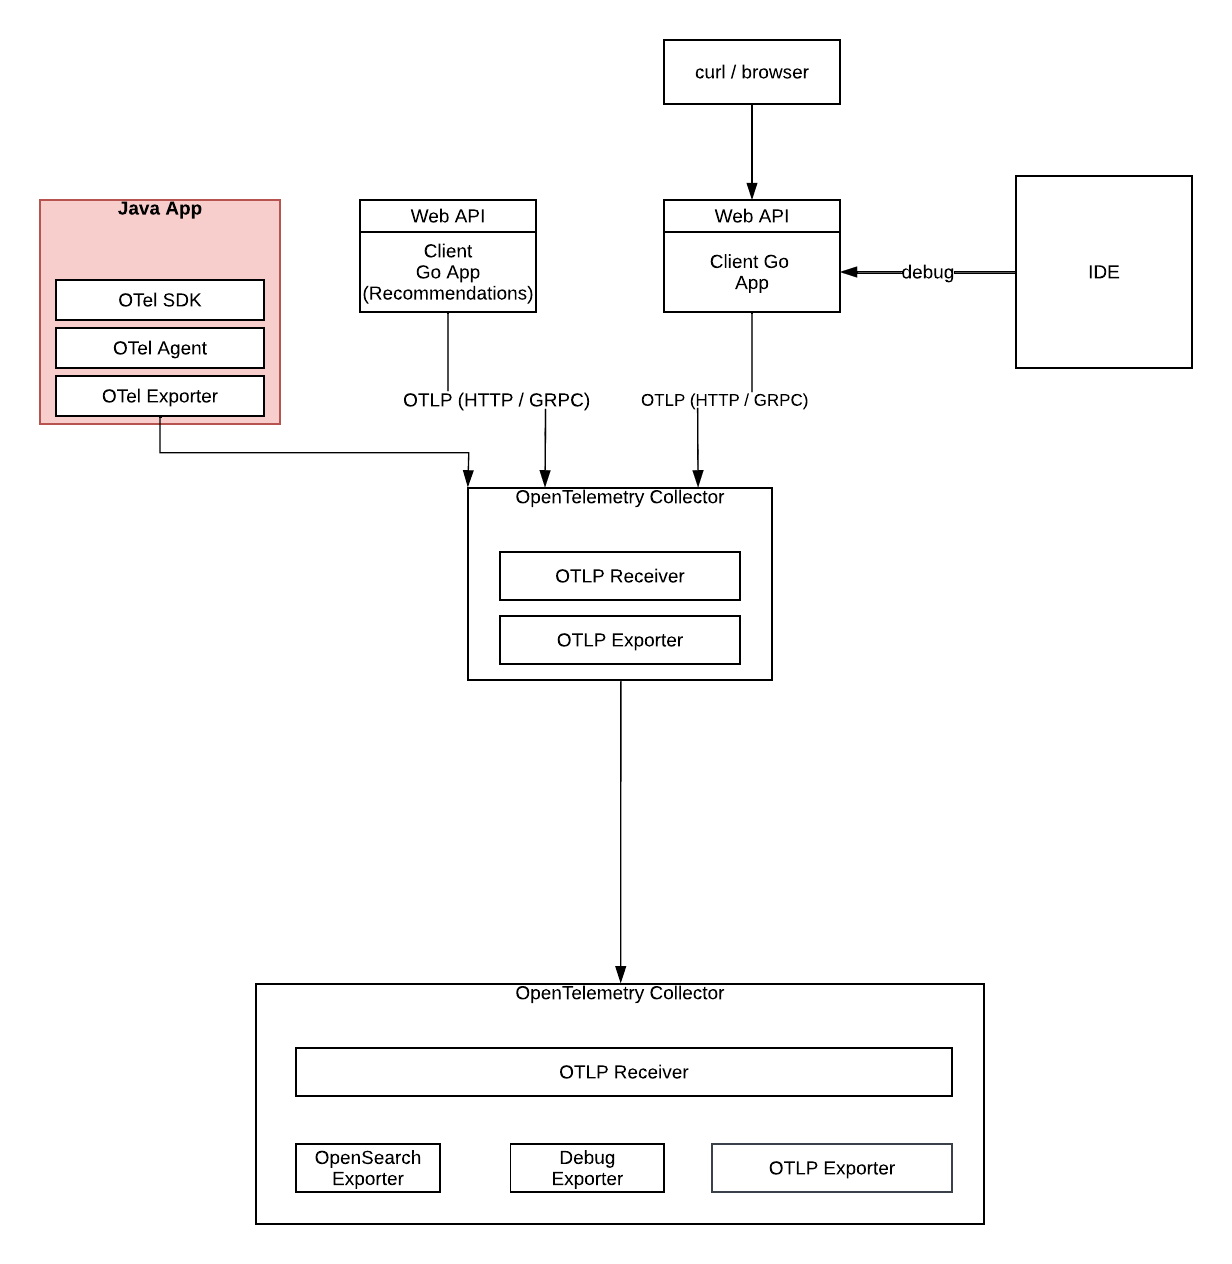 curl / browser
Java App
OTel SDK
OTel Agent
OTel Exporter
Web API
Client
Go App
(Recommendations)
Web API
Client Go
App
debug
IDE
OTLP (HTTP / GRPC)
OTLP (HTTP / GRPC)
OpenTelemetry Collector
OTLP Receiver
OTLP Exporter
OpenTelemetry Collector
OTLP Receiver
OpenSearch
Exporter
Debug
Exporter
OTLP Exporter